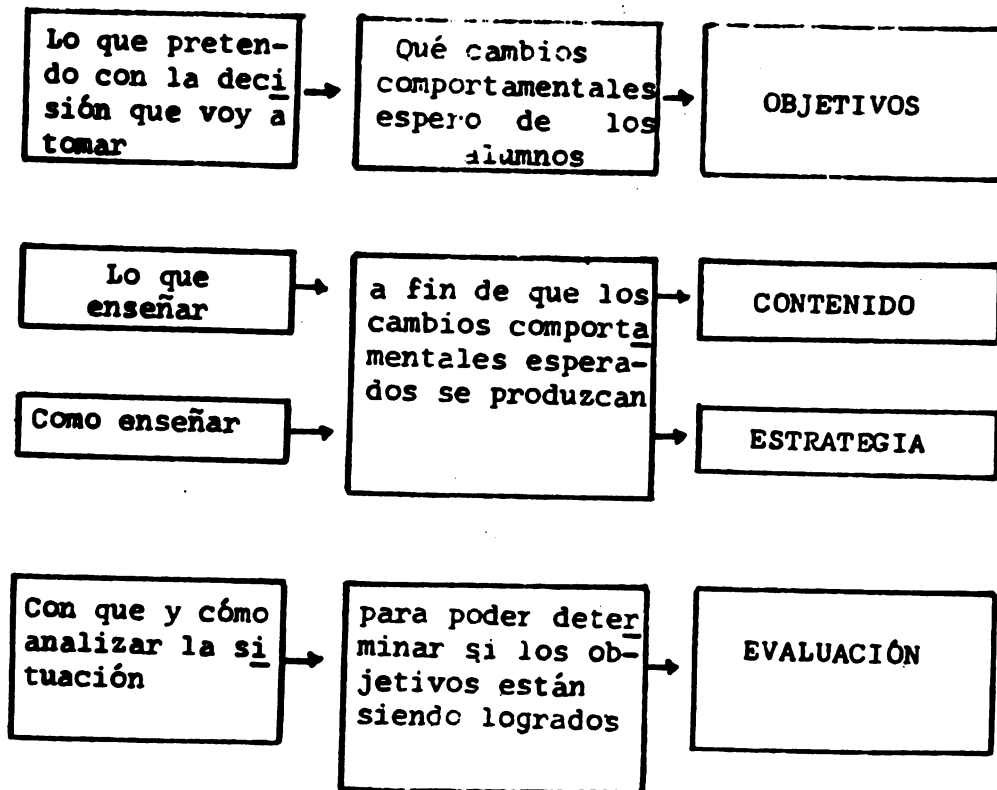 Lo que preten-
do con la deci
sión que voy a
tomar
Qué cambios
comportamentales
espero de los
alumnos
OBJETIVOS
Lo que
enseñar
a fin de que los
cambios comporta
mentales espera-
dos se produzcan
CONTENIDO
Como enseñar
ESTRATEGIA
Con que y cómo
analizar la si
tuación
para poder deter
minar si los ob-
jetivos están
siendo logrados
EVALUACIÓN